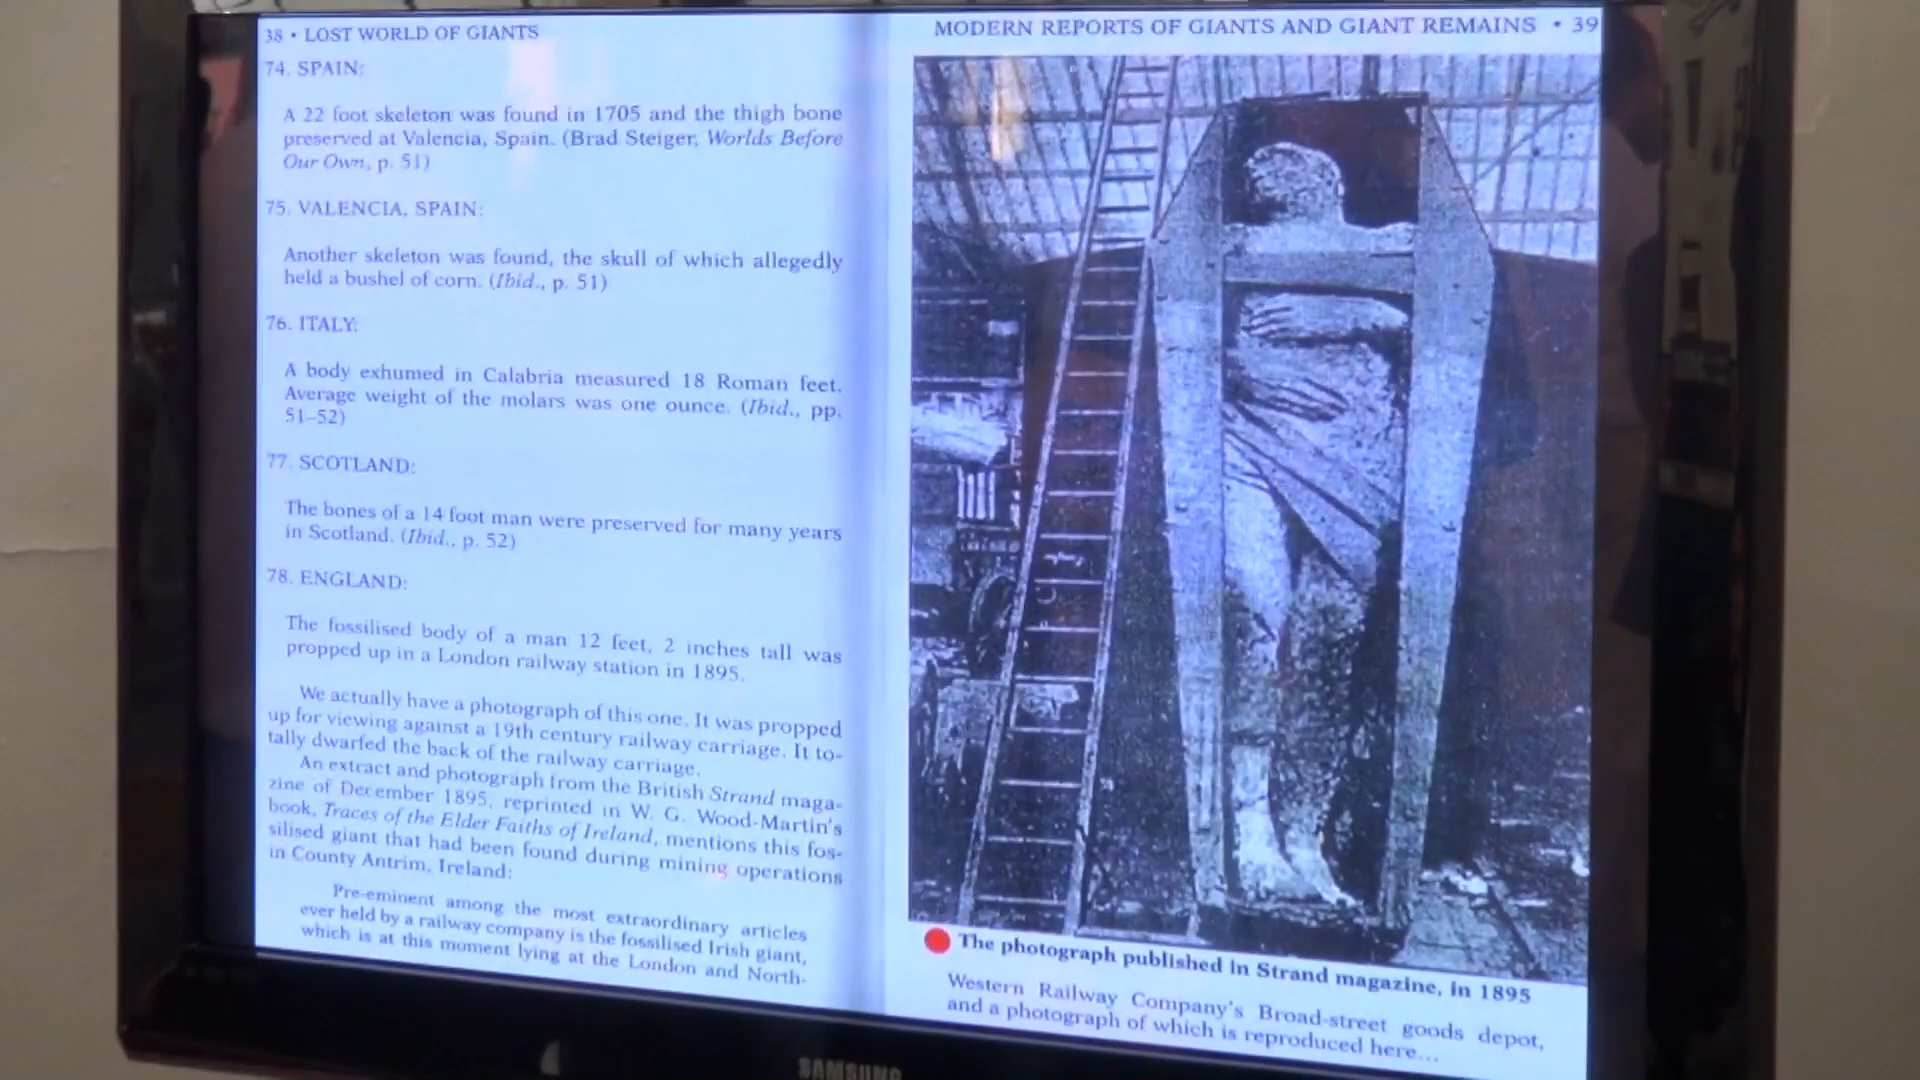 38 • LOST WORLD OF GIANTS
74. SPAIN:
A 22 foot skeleton was found in 1705 and the thigh bone
preserved at Valencia, Spain. (Brad Steiger, Worlds Before
Our Own, p. 51)
75. VALENCIA, SPAIN:
Another skeleton was found, the skull of which allegedly
held a bushel of corn. (Ibid., p. 51)
76. ITALY:
A body exhumed in Calabria measured 18 Roman feet.
Average weight of the molars was one ounce. (Ibid., pp.
51–52)
77. SCOTLAND:
The bones of a 14 foot man were preserved for many years
in Scotland. (Ibid., p. 52)
78. ENGLAND:
The fossilised body of a man 12 feet, 2 inches tall was
propped up in a London railway station in 1895.
We actually have a photograph of this one. It was propped
up for viewing against a 19th century railway carriage. It to-
tally dwarfed the back of the railway carriage.
An extract and photograph from the British Strand maga-
zine of December 1895, reprinted in W. G. Wood-Martin's
book, Traces of the Elder Faiths of Ireland, mentions this fos-
silised giant that had been found during mining operations
in County Antrim, Ireland:
Pre-eminent among the most extraordinary articles
ever held by a railway company is the fossilised Irish giant,
which is at this moment lying at the London and North-
MODERN REPORTS OF GIANTS AND GIANT REMAINS • 39
The photograph published in Strand magazine, in 1895
Western Railway Company's Broad-street goods depot,
and a photograph of which is reproduced here...
SAMSUNG